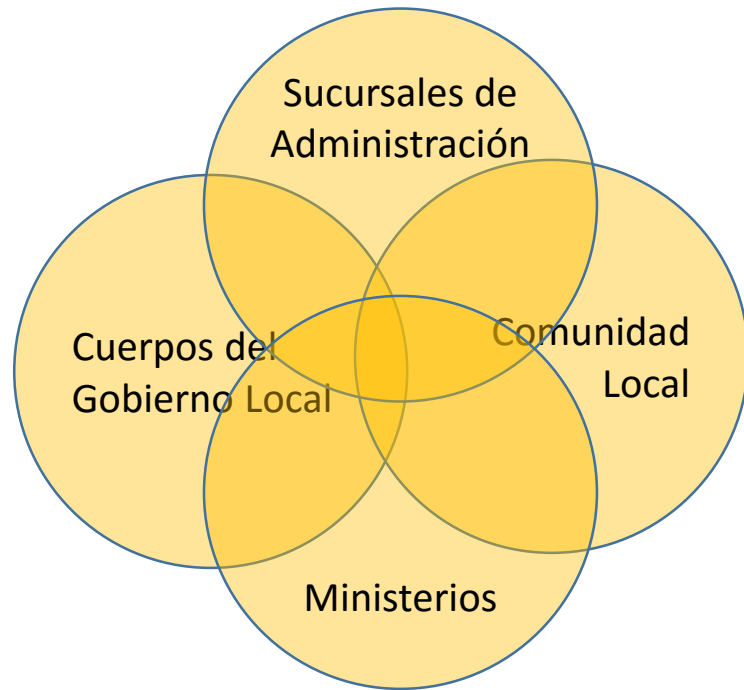 Sucursales de
Administración
Cuerpos del
Gobierno Local
Comunidad
Local
Ministerios